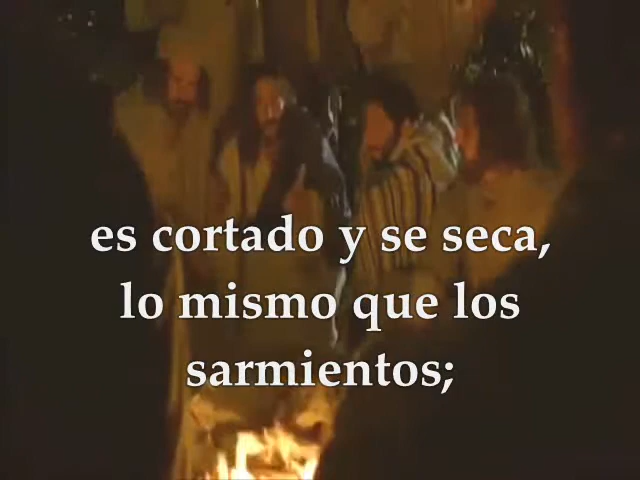 es cortado y se seca,
lo mismo que los
sarmientos;